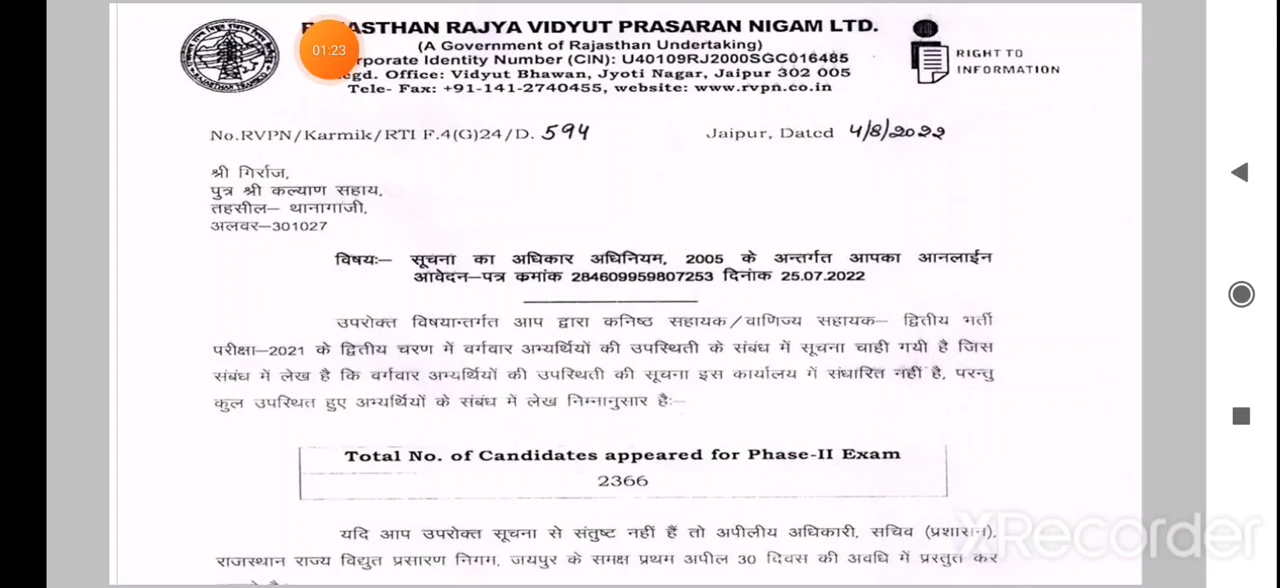 RAJASTHAN RAJYA VIDYUT PRASARAN NIGAM LTD.
01:23
(A Government of Rajasthan Undertaking)
Identity Number (CIN): U40109RJ2000SGC016485
Office: Vidyut Bhawan, Jyoti Nagar, Jaipur 302 005
Tele- Fax: +91-141-2740455, website: www.rvpn.co.in
RIGHT TO
INFORMATION
No.RVPN/Karmik/RTI F.4(G)24/D. 594 Jaipur, Dated 4/8/2022
श्री गिर्राज,
पुत्र श्री कल्याण सहाय,
तहसील– थानागाजी,
अलवर–301027
विषयः– सूचना का अधिकार अधिनियम, 2005 के अन्तर्गत आपका आनलाईन
आवेदन–पत्र कमांक 284609959807253 दिनांक 25.07.2022
उपरोक्त विषयान्तर्गत आप द्वारा कनिष्ठ सहायक/वाणिज्य सहायक– द्वितीय भर्ती
परीक्षा–2021 के द्वितीय चरण में वर्गवार अभ्यर्थियों की उपस्थिती के संबंध में सूचना चाही गयी है जिस
संबंध में लेख है कि वर्गवार अभ्यर्थियों की उपस्थिती की सूचना इस कार्यालय में संधारित नहीं है, परन्तु
कुल उपस्थित हुए अभ्यर्थियों के संबंध में लेख निम्नानुसार हैः–
Total No. of Candidates appeared for Phase-II Exam
2366
यदि आप उपरोक्त सूचना से संतुष्ट नहीं हैं तो अपीलीय अधिकारी, सचिव (प्रशासन),
राजस्थान राज्य विद्युत प्रसारण निगम, जयपुर के समक्ष प्रथम अपील 30 दिवस की अवधि में प्रस्तुत कर
XRecorder